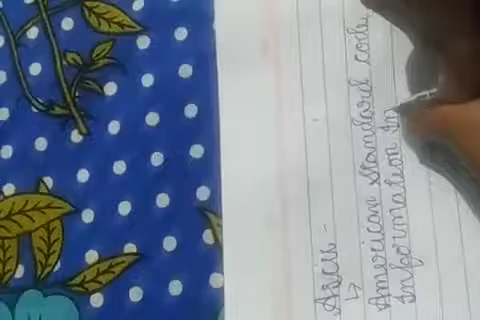 Ascii -
↳
American Standard code,
Information In